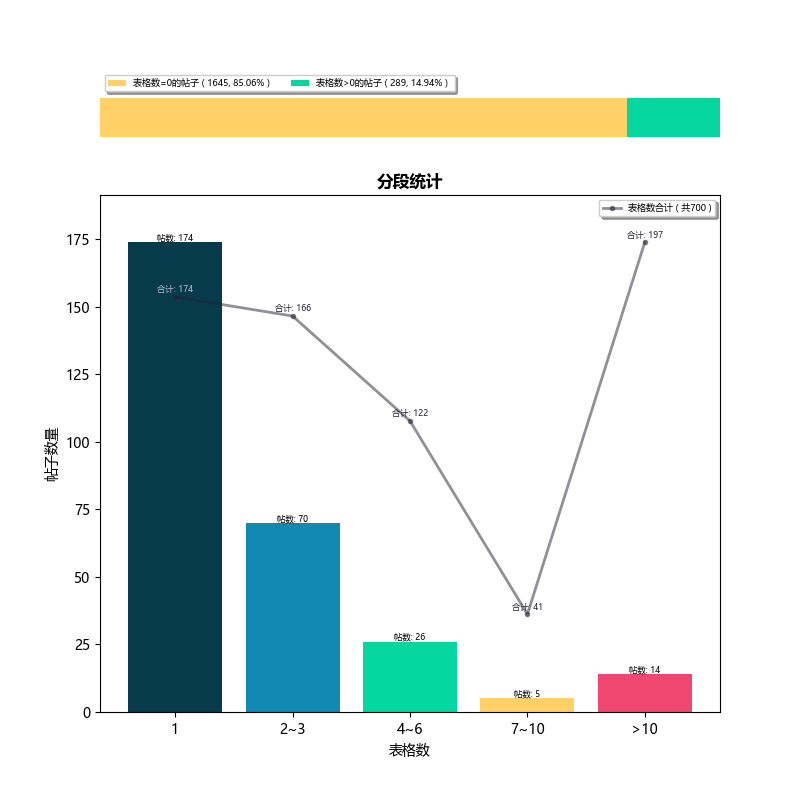 表格数=0的帖子 ( 1645, 85.06% ) 表格数>0的帖子 ( 289, 14.94% )
分段统计
表格数合计 ( 共700 )
合计: 197
帖数: 174
合计: 174
合计: 166
合计: 122
帖数: 70
合计: 41
帖数: 26
帖数: 5
帖数: 14
175
150
125
100
75
50
25
0
帖子数量
1 2~3 4~6 7~10 >10
表格数